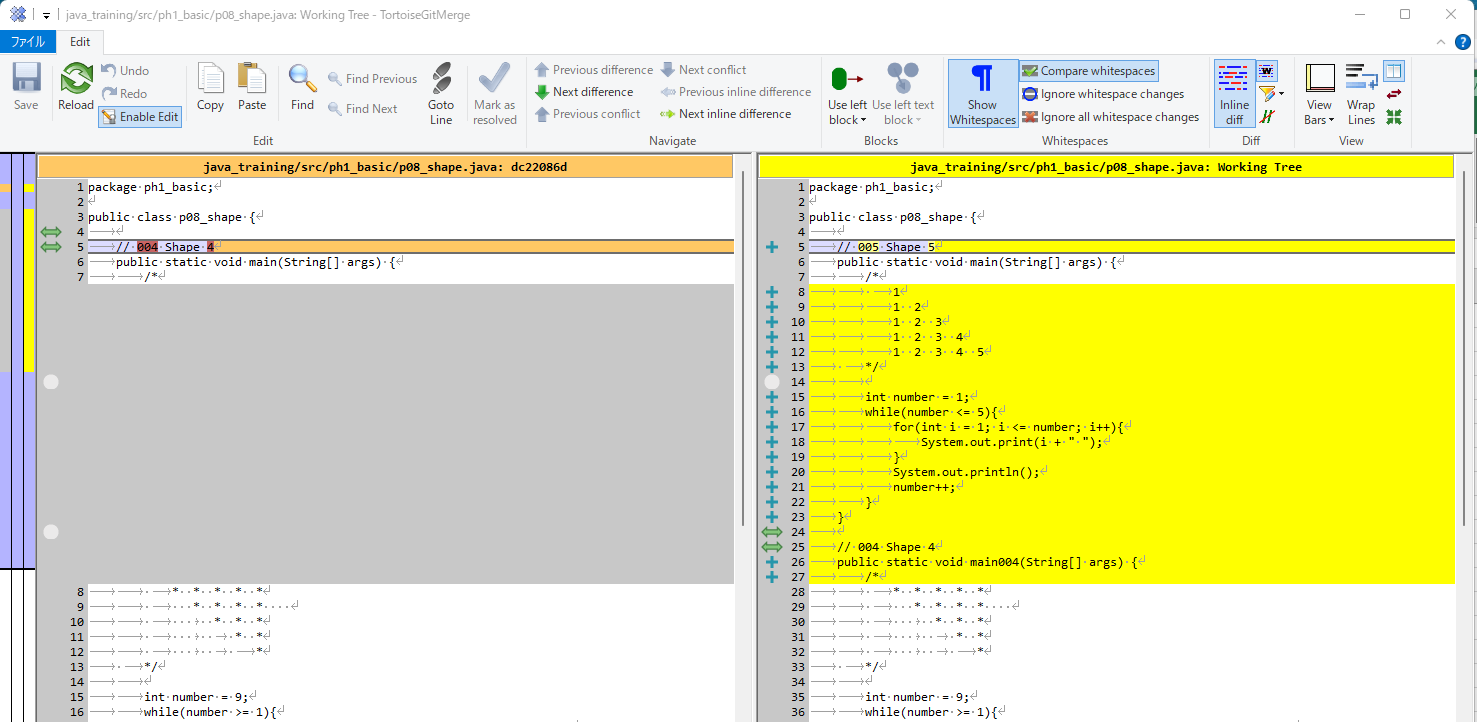 java_training/src/ph1_basic/p08_shape.java: Working Tree - TortoiseGitMerge
ファイル Edit
Save Reload Undo Redo Enable Edit Copy Paste Find Find Previous Find Next Goto Line Mark as resolved
Edit
Previous difference Next conflict
Next difference Previous inline difference
Previous conflict Next inline difference
Navigate
Use left block Use left text block
Blocks
Show Whitespaces Compare whitespaces
Ignore whitespace changes
Ignore all whitespace changes
Whitespaces
Inline diff
Diff
View Bars Wrap Lines
View
java_training/src/ph1_basic/p08_shape.java: dc22086d
1 package ph1_basic;
2
3 public class p08_shape {
4
5 // 004 Shape 4
6 public static void main(String[] args) {
7 /*
8 * * * * *
9 * * * *
10 * * *
11 * *
12 *
13 */
14
15 int number = 9;
16 while(number >= 1){
java_training/src/ph1_basic/p08_shape.java: Working Tree
1 package ph1_basic;
2
3 public class p08_shape {
4
5 // 005 Shape 5
6 public static void main(String[] args) {
7 /*
8 1
9 1 2
10 1 2 3
11 1 2 3 4
12 1 2 3 4 5
13 */
14
15 int number = 1;
16 while(number <= 5){
17 for(int i = 1; i <= number; i++){
18 System.out.print(i + " ");
19 }
20 System.out.println();
21 number++;
22 }
23 }
24
25 // 004 Shape 4
26 public static void main004(String[] args) {
27 /*
28 * * * * *
29 * * * *
30 * * *
31 * *
32 *
33 */
34
35 int number = 9;
36 while(number >= 1){